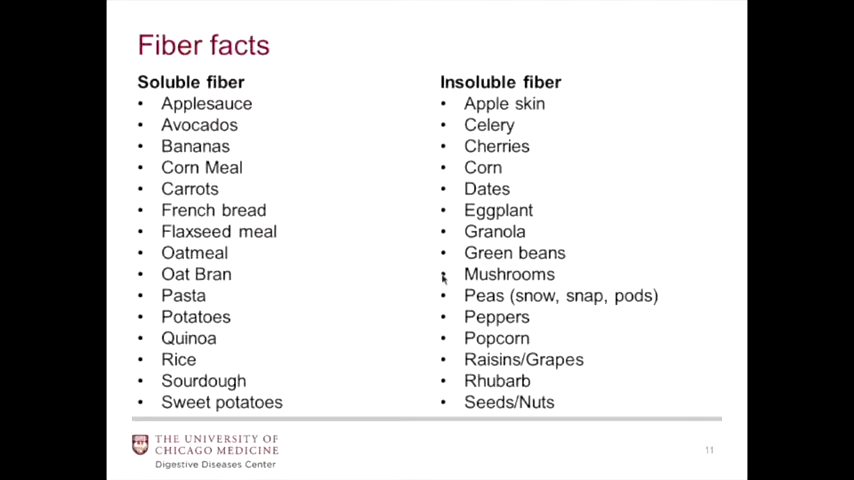 Fiber facts
Soluble fiber
• Applesauce
• Avocados
• Bananas
• Corn Meal
• Carrots
• French bread
• Flaxseed meal
• Oatmeal
• Oat Bran
• Pasta
• Potatoes
• Quinoa
• Rice
• Sourdough
• Sweet potatoes
Insoluble fiber
• Apple skin
• Celery
• Cherries
• Corn
• Dates
• Eggplant
• Granola
• Green beans
• Mushrooms
• Peas (snow, snap, pods)
• Peppers
• Popcorn
• Raisins/Grapes
• Rhubarb
• Seeds/Nuts
THE UNIVERSITY OF
CHICAGO MEDICINE
Digestive Diseases Center
11